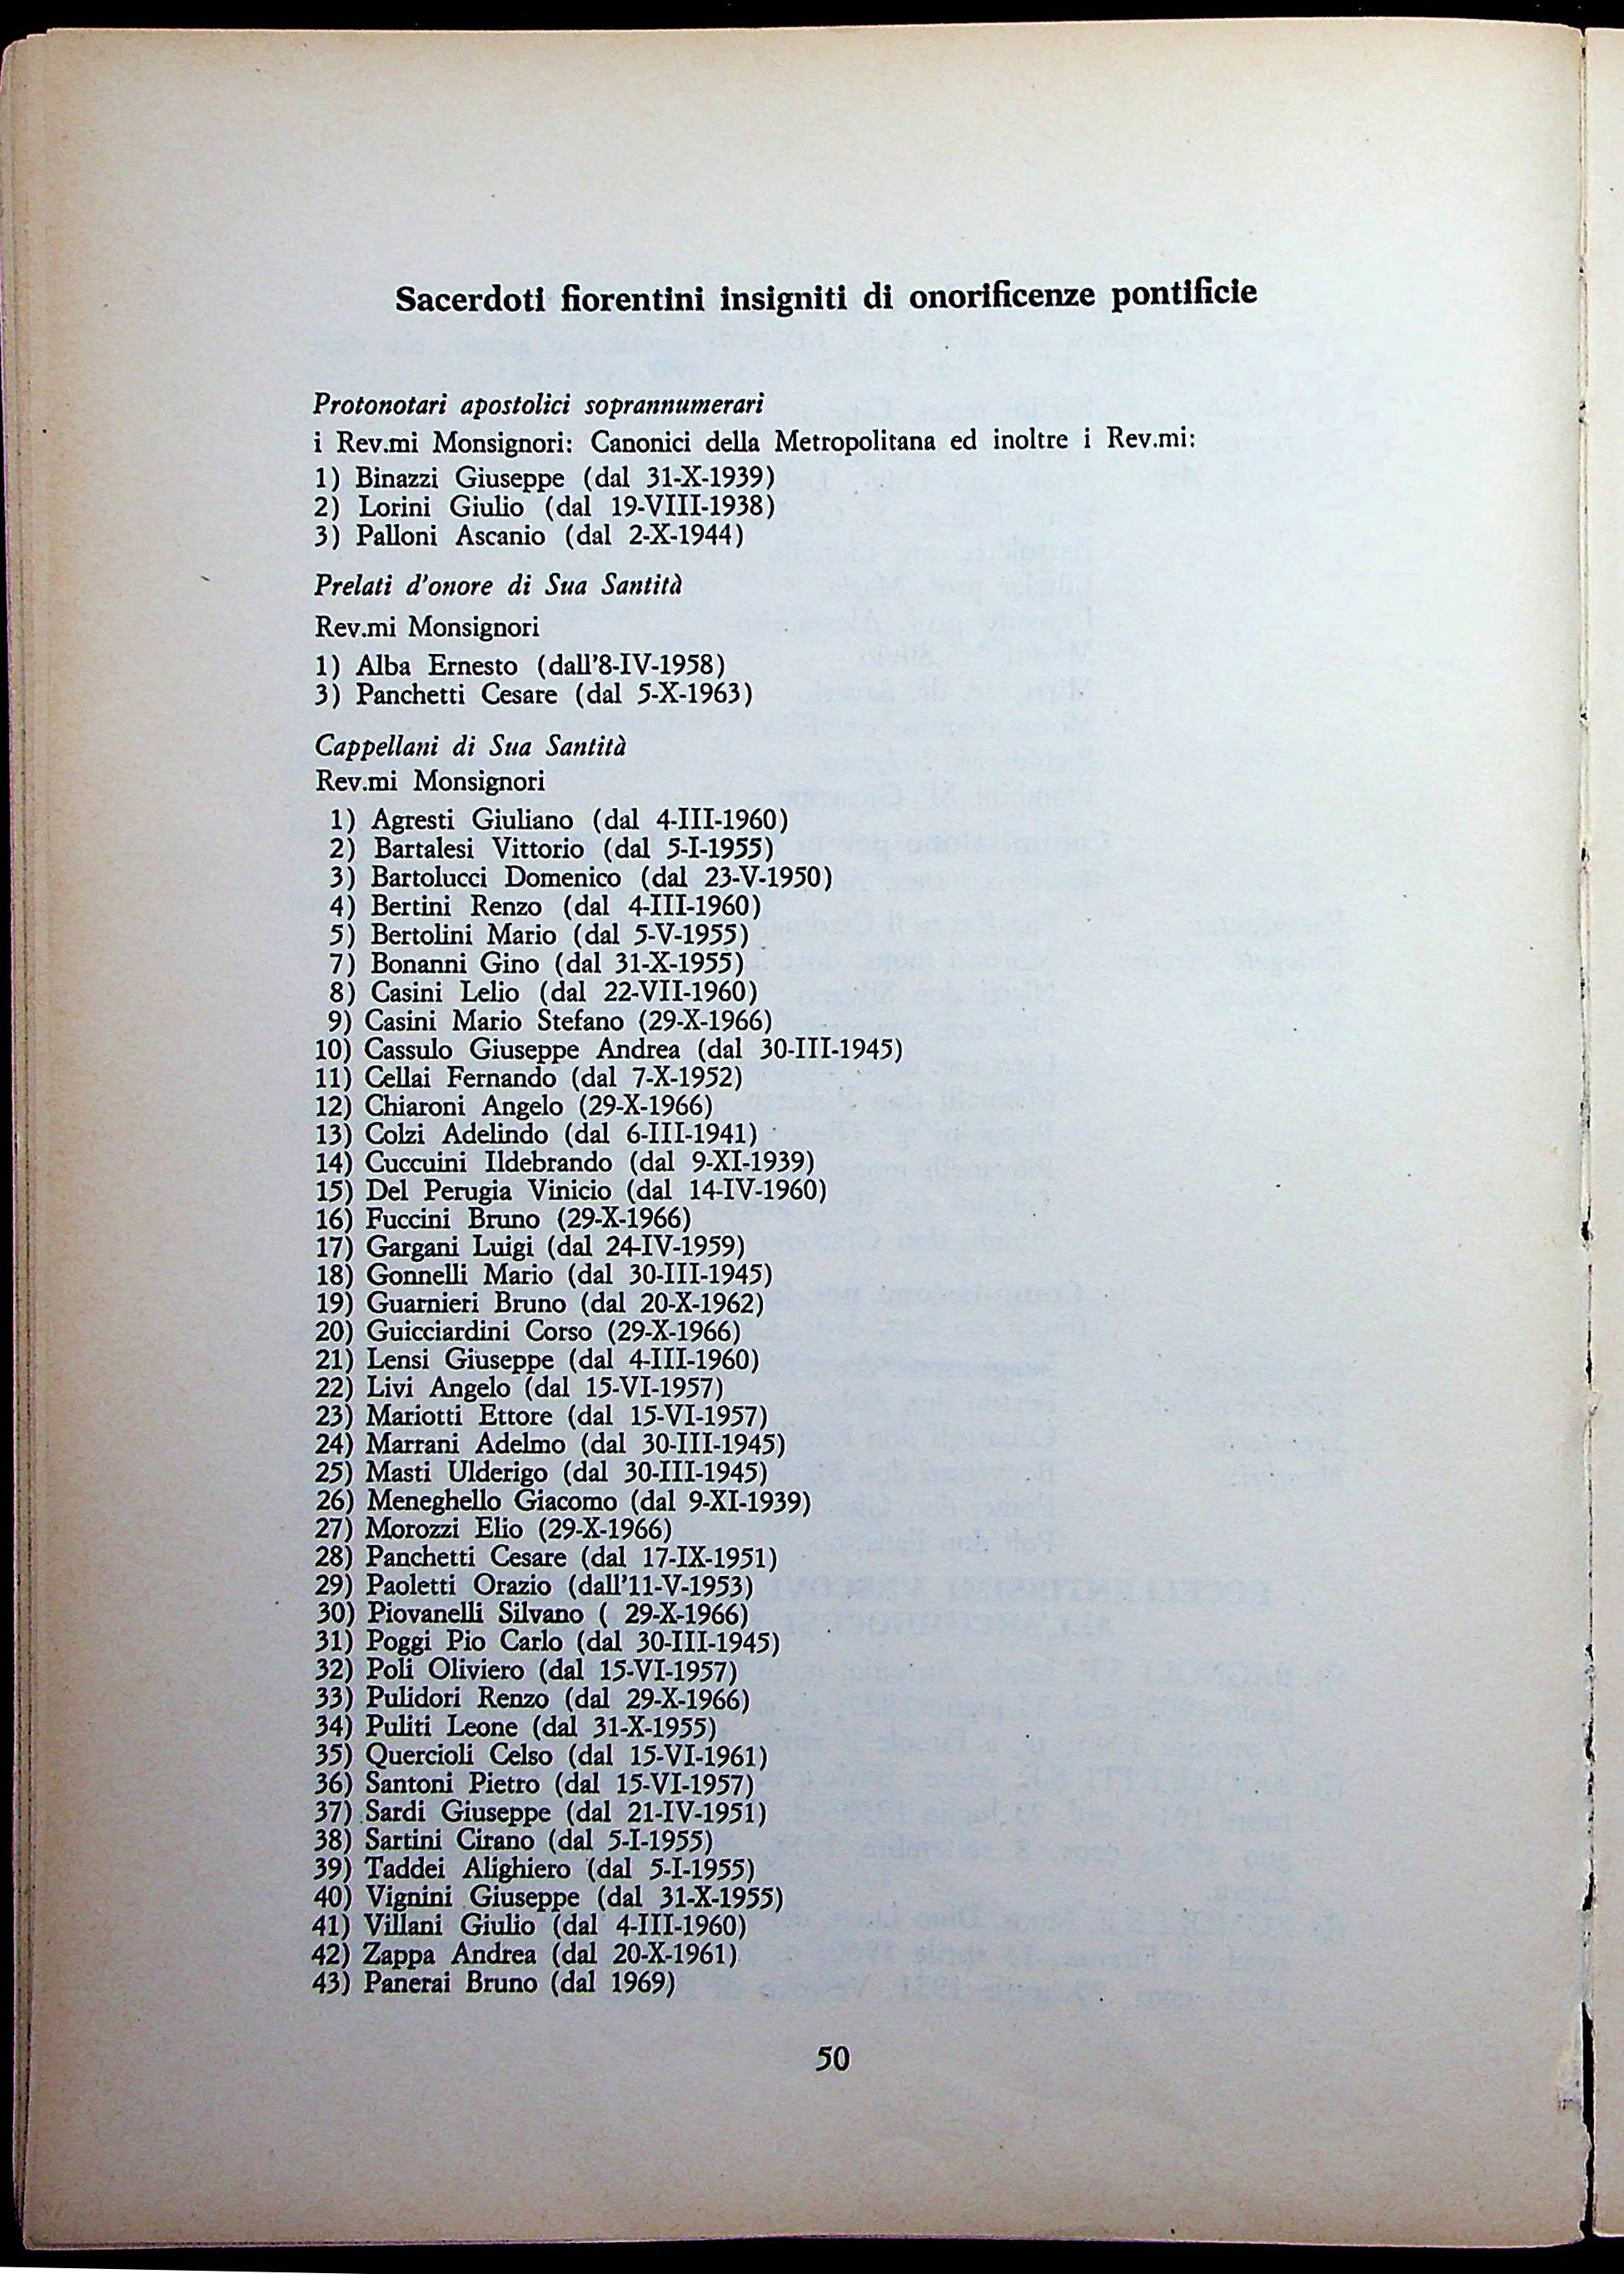 Sacerdoti fiorentini insigniti di onorificenze pontificie
Protonotari apostolici soprannumerari
i Rev.mi Monsignori: Canonici della Metropolitana ed inoltre i Rev.mi:
1) Binazzi Giuseppe (dal 31-X-1939)
2) Lorini Giulio (dal 19-VIII-1938)
3) Palloni Ascanio (dal 2-X-1944)
Prelati d'onore di Sua Santità
Rev.mi Monsignori
1) Alba Ernesto (dall'8-IV-1958)
3) Panchetti Cesare (dal 5-X-1963)
Cappellani di Sua Santità
Rev.mi Monsignori
1) Agresti Giuliano (dal 4-III-1960)
2) Bartalesi Vittorio (dal 5-I-1955)
3) Bartolucci Domenico (dal 23-V-1950)
4) Bertini Renzo (dal 4-III-1960)
5) Bertolini Mario (dal 5-V-1955)
7) Bonanni Gino (dal 31-X-1955)
8) Casini Lelio (dal 22-VII-1960)
9) Casini Mario Stefano (29-X-1966)
10) Cassulo Giuseppe Andrea (dal 30-III-1945)
11) Cellai Fernando (dal 7-X-1952)
12) Chiaroni Angelo (29-X-1966)
13) Colzi Adelindo (dal 6-III-1941)
14) Cuccuini Ildebrando (dal 9-XI-1939)
15) Del Perugia Vinicio (dal 14-IV-1960)
16) Fuccini Bruno (29-X-1966)
17) Gargani Luigi (dal 24-IV-1959)
18) Gonnelli Mario (dal 30-III-1945)
19) Guarnieri Bruno (dal 20-X-1962)
20) Guicciardini Corso (29-X-1966)
21) Lensi Giuseppe (dal 4-III-1960)
22) Livi Angelo (dal 15-VI-1957)
23) Mariotti Ettore (dal 15-VI-1957)
24) Marrani Adelmo (dal 30-III-1945)
25) Masti Ulderigo (dal 30-III-1945)
26) Meneghello Giacomo (dal 9-XI-1939)
27) Morozzi Elio (29-X-1966)
28) Panchetti Cesare (dal 17-IX-1951)
29) Paoletti Orazio (dall'11-V-1953)
30) Piovanelli Silvano ( 29-X-1966)
31) Poggi Pio Carlo (dal 30-III-1945)
32) Poli Oliviero (dal 15-VI-1957)
33) Pulidori Renzo (dal 29-X-1966)
34) Puliti Leone (dal 31-X-1955)
35) Quercioli Celso (dal 15-VI-1961)
36) Santoni Pietro (dal 15-VI-1957)
37) Sardi Giuseppe (dal 21-IV-1951)
38) Sartini Cirano (dal 5-I-1955)
39) Taddei Alighiero (dal 5-I-1955)
40) Vignini Giuseppe (dal 31-X-1955)
41) Villani Giulio (dal 4-III-1960)
42) Zappa Andrea (dal 20-X-1961)
43) Panerai Bruno (dal 1969)
50